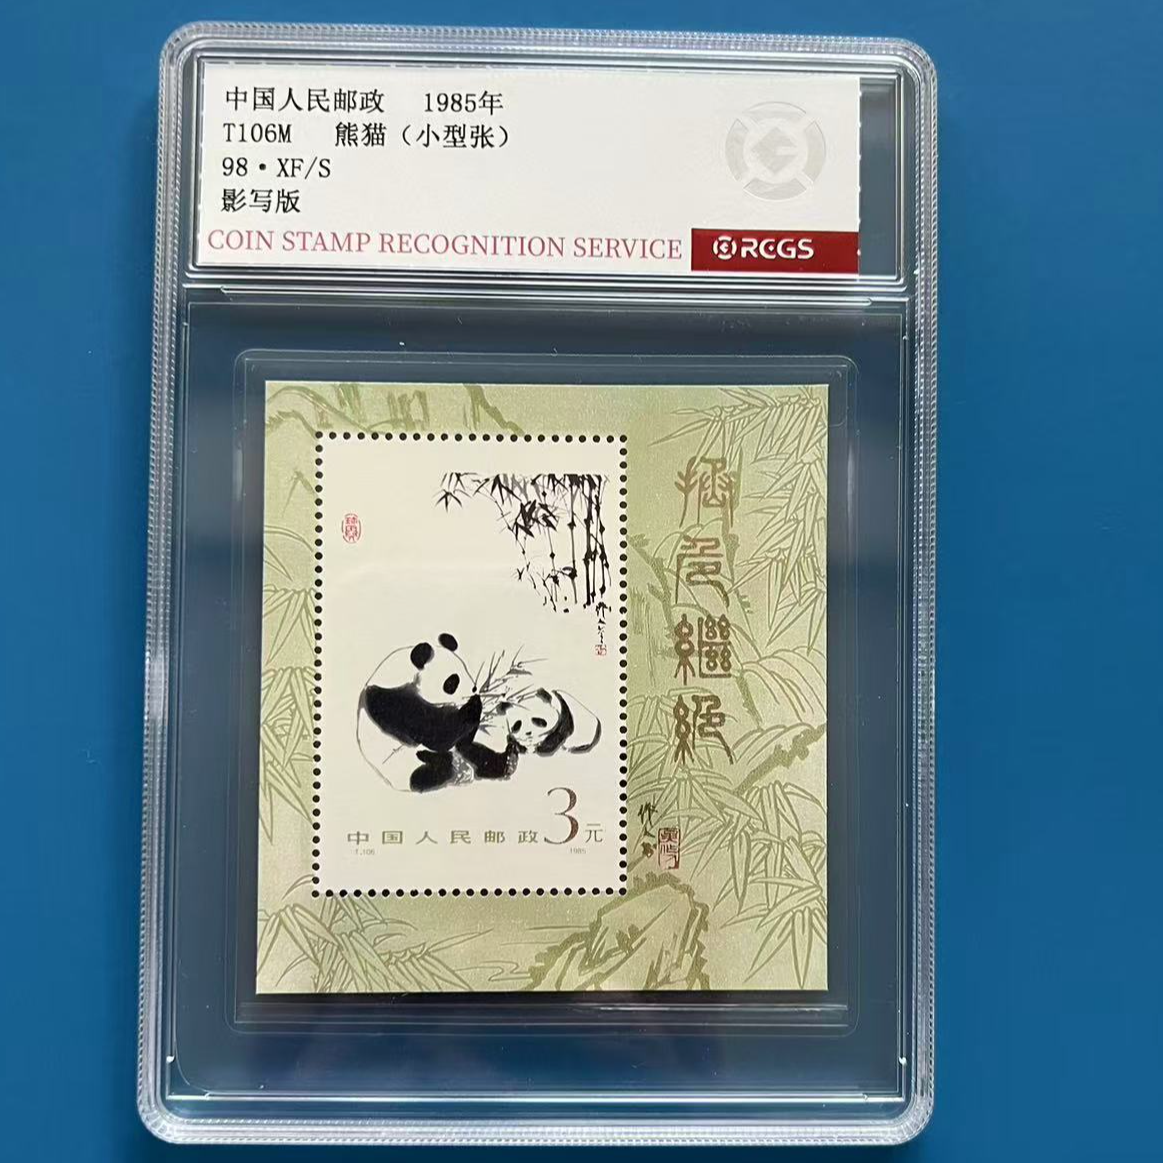 中国人民邮政 1985年
T106M 熊猫（小型张）
98·XF/S
影写版
COIN STAMP RECOGNITION SERVICE
RCGS
3元
中国人民邮政
T.106
1985